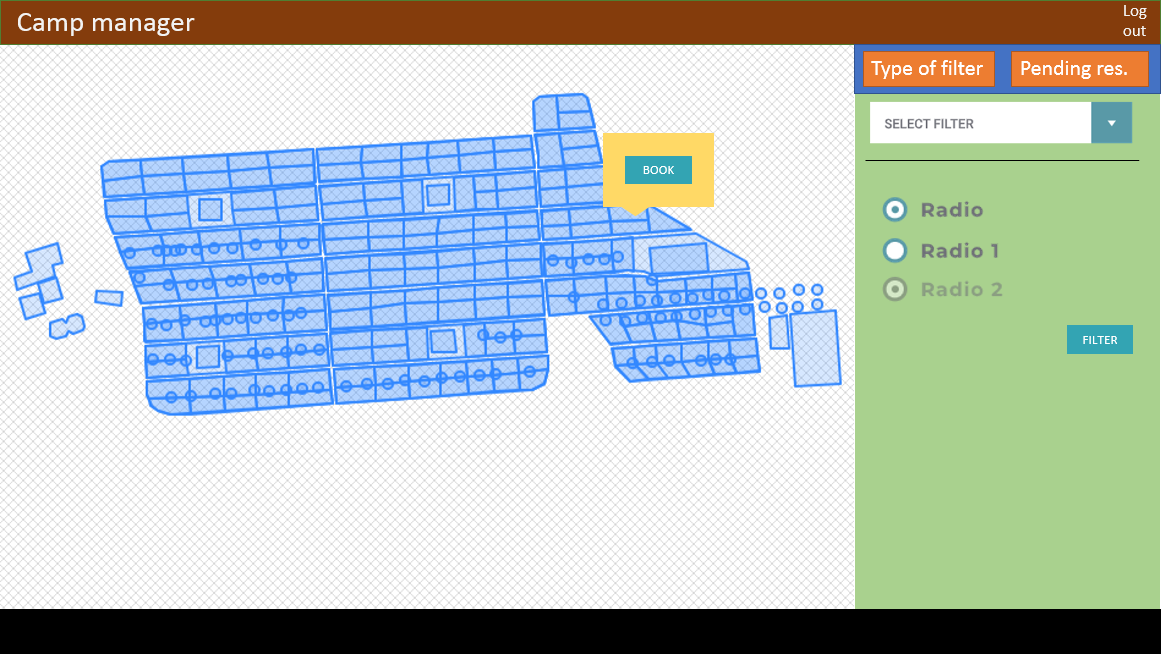 Camp manager
Log
out
Type of filter
Pending res.
SELECT FILTER
BOOK
Radio
Radio 1
Radio 2
FILTER